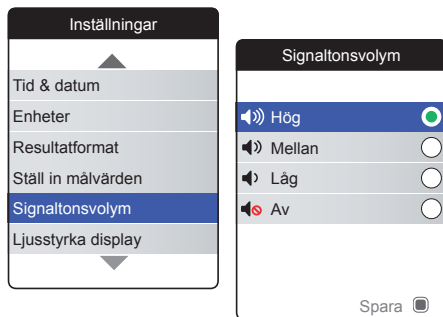 Inställningar
Tid & datum
Enheter
Resultatformat
Ställ in målvärden
Signaltonsvolym
Ljusstyrka display
Signaltonsvolym
Hög
Mellan
Låg
Av
Spara